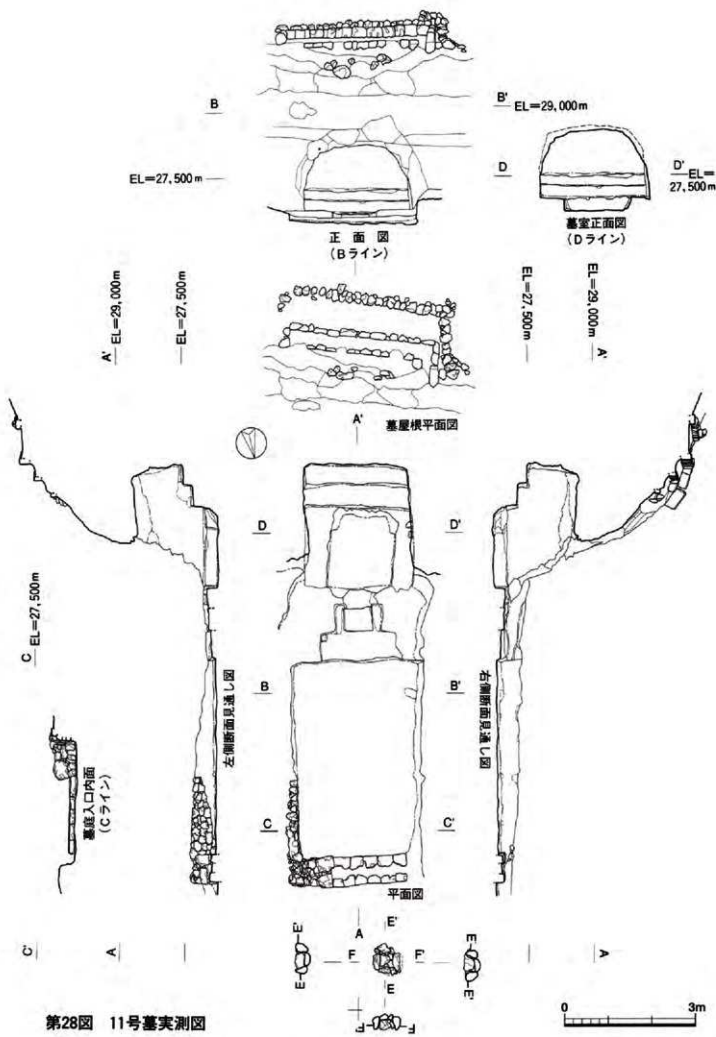 B
B'
EL=29,000m
EL=27,500m
D
D'
EL=
27,500m
正面図
(Bライン)
墓室正面図
(Dライン)
A'
EL=29,000m
EL=27,500m
EL=27,500m
EL=29,000m
A'
墓屋根平面図
A'
D
D'
C
EL=27,500m
B
B'
左側断面見通し図
右側断面見通し図
墓庭入口内面
(Cライン)
C
C'
平面図
C'
A
A
E'
E'
E
F
F'
E
E
E'
A
F
F'
第28図 11号墓実測図
0
3m